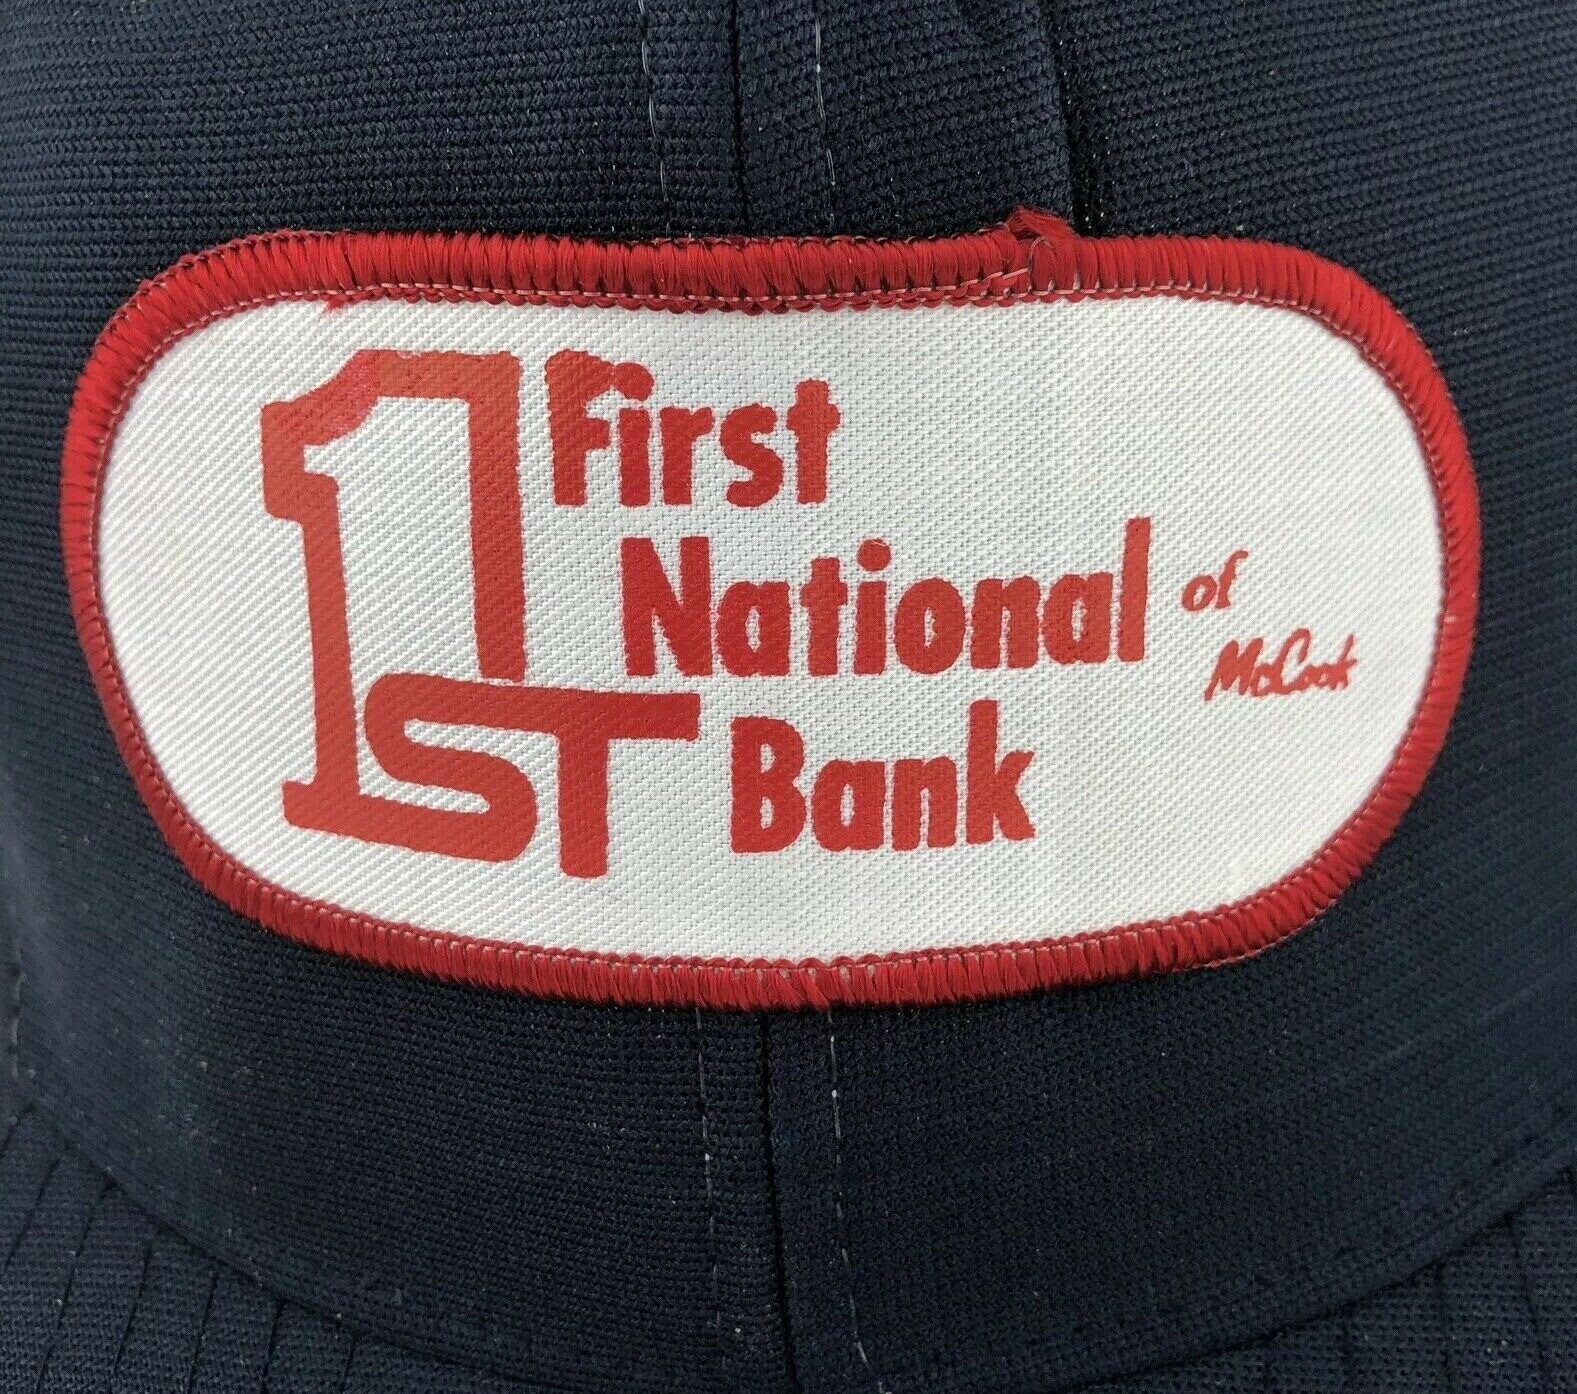 1ST
First
National
Bank
of
McCook